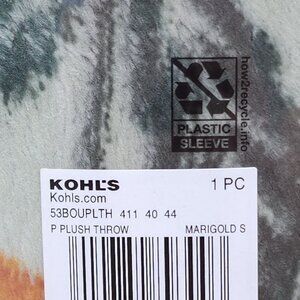 how2recycle.info
PLASTIC
SLEEVE
KOHL'S 1 PC
Kohls.com
53BOUPLTH 411 40 44
P PLUSH THROW MARIGOLD S